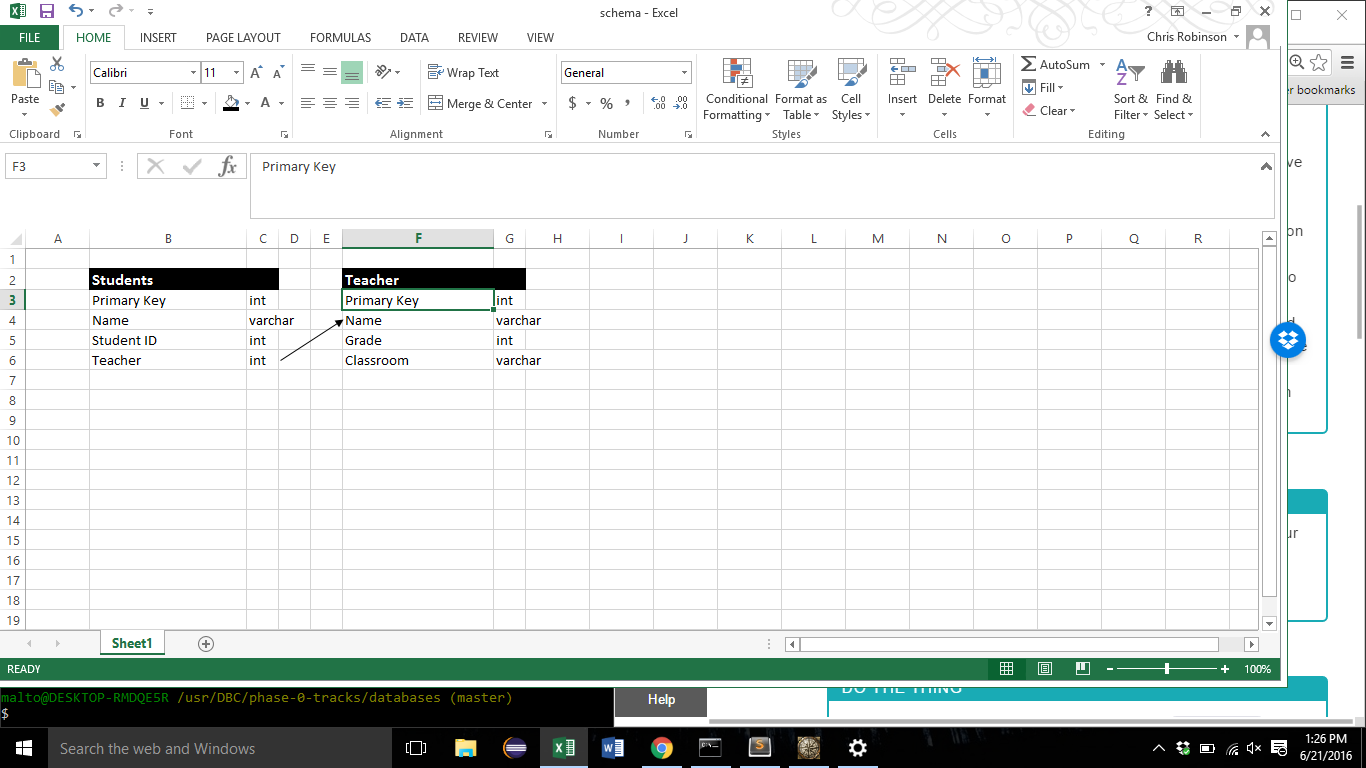 schema - Excel
?
FILE
HOME
INSERT
PAGE LAYOUT
FORMULAS
DATA
REVIEW
VIEW
Chris Robinson
Paste
Calibri
11
A A
B I U
A
Wrap Text
Merge & Center
General
$ % ,
Conditional Formatting
Format as Table
Cell Styles
Insert
Delete
Format
AutoSum
Fill
Clear
Sort & Filter
Find & Select
Clipboard
Font
Alignment
Number
Styles
Cells
Editing
er bookmarks
F3
fx
Primary Key
A B C D E F G H I J K L M N O P Q R
1
2 Students Teacher
3 Primary Key int Primary Key int
4 Name varchar Name varchar
5 Student ID int Grade int
6 Teacher int Classroom varchar
7
8
9
10
11
12
13
14
15
16
17
18
19
Sheet1
READY
100%
malto@DESKTOP-RMDQE5R /usr/DBC/phase-0-tracks/databases (master)
$
Help
DO THE THING
Search the web and Windows
1:26 PM
6/21/2016